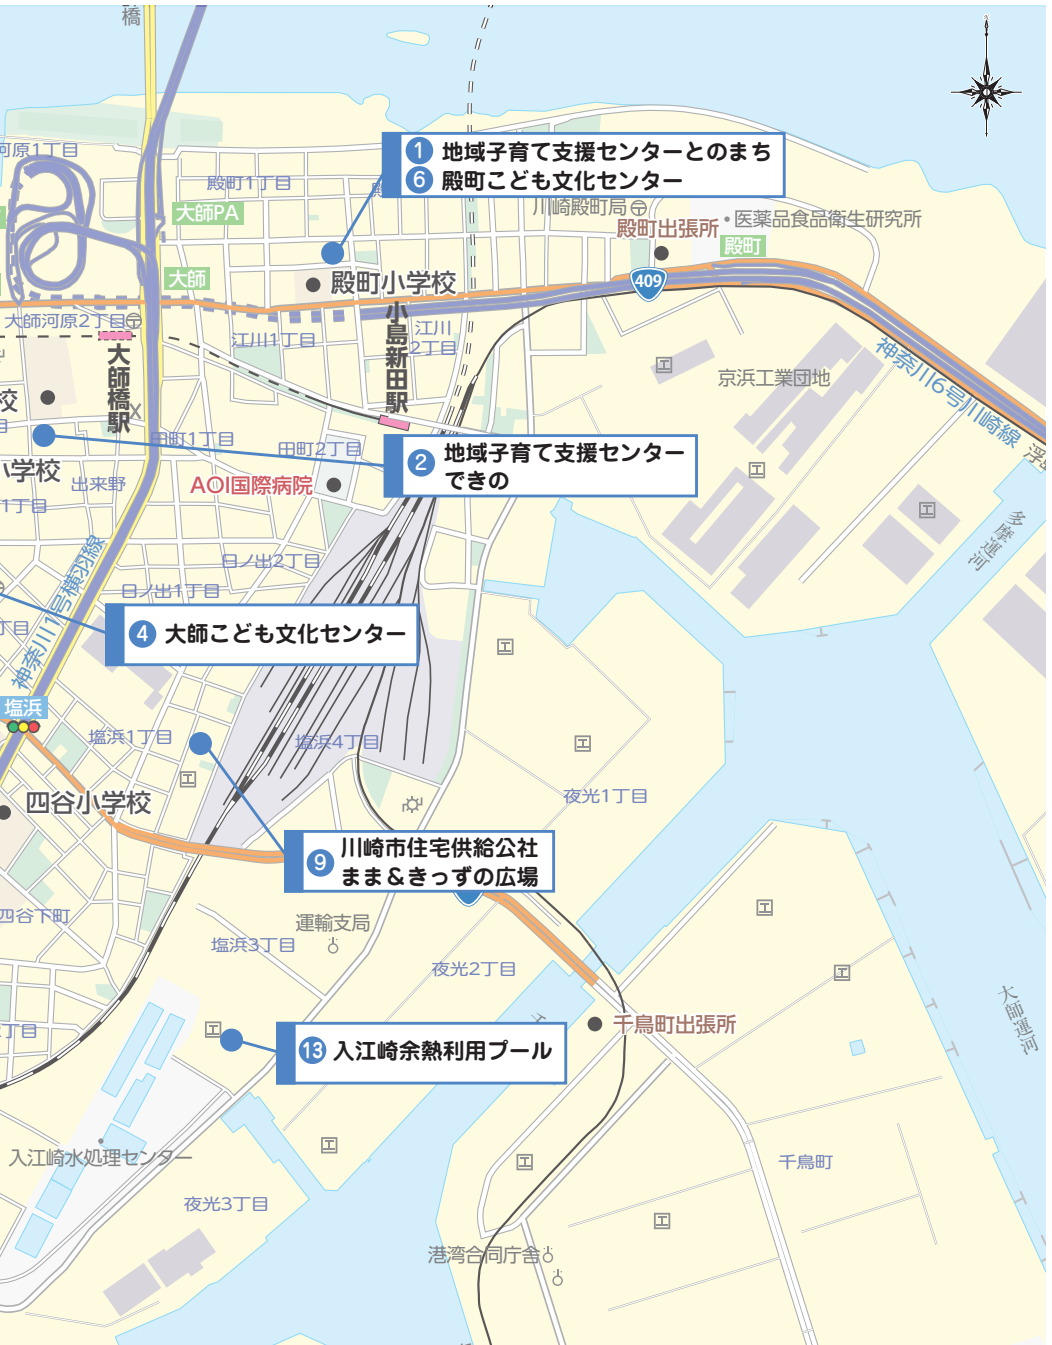 橋
河原1丁目
殿町1丁目
大師PA
1 地域子育て支援センターとのまち
6 殿町こども文化センター
川崎殿町局
殿町出張所
医薬品食品衛生研究所
殿町
大師
殿町小学校
409
大師河原2丁目
江川1丁目
小島新田駅
江川
2丁目
大師橋駅
京浜工業団地
神奈川6号川崎線
浮
校
田町1丁目
田町2丁目
2 地域子育て支援センター
できの
小学校
出来野
AOI国際病院
1丁目
多摩運河
日ノ出2丁目
日ノ出1丁目
神奈川1号横羽線
丁目
4 大師こども文化センター
塩浜
塩浜1丁目
塩浜4丁目
夜光1丁目
四谷小学校
9 川崎市住宅供給公社
まま&きっずの広場
四谷下町
運輸支局
塩浜3丁目
夜光2丁目
大師運河
丁目
千鳥町出張所
13 入江崎余熱利用プール
入江崎水処理センター
千鳥町
夜光3丁目
港湾合同庁舎